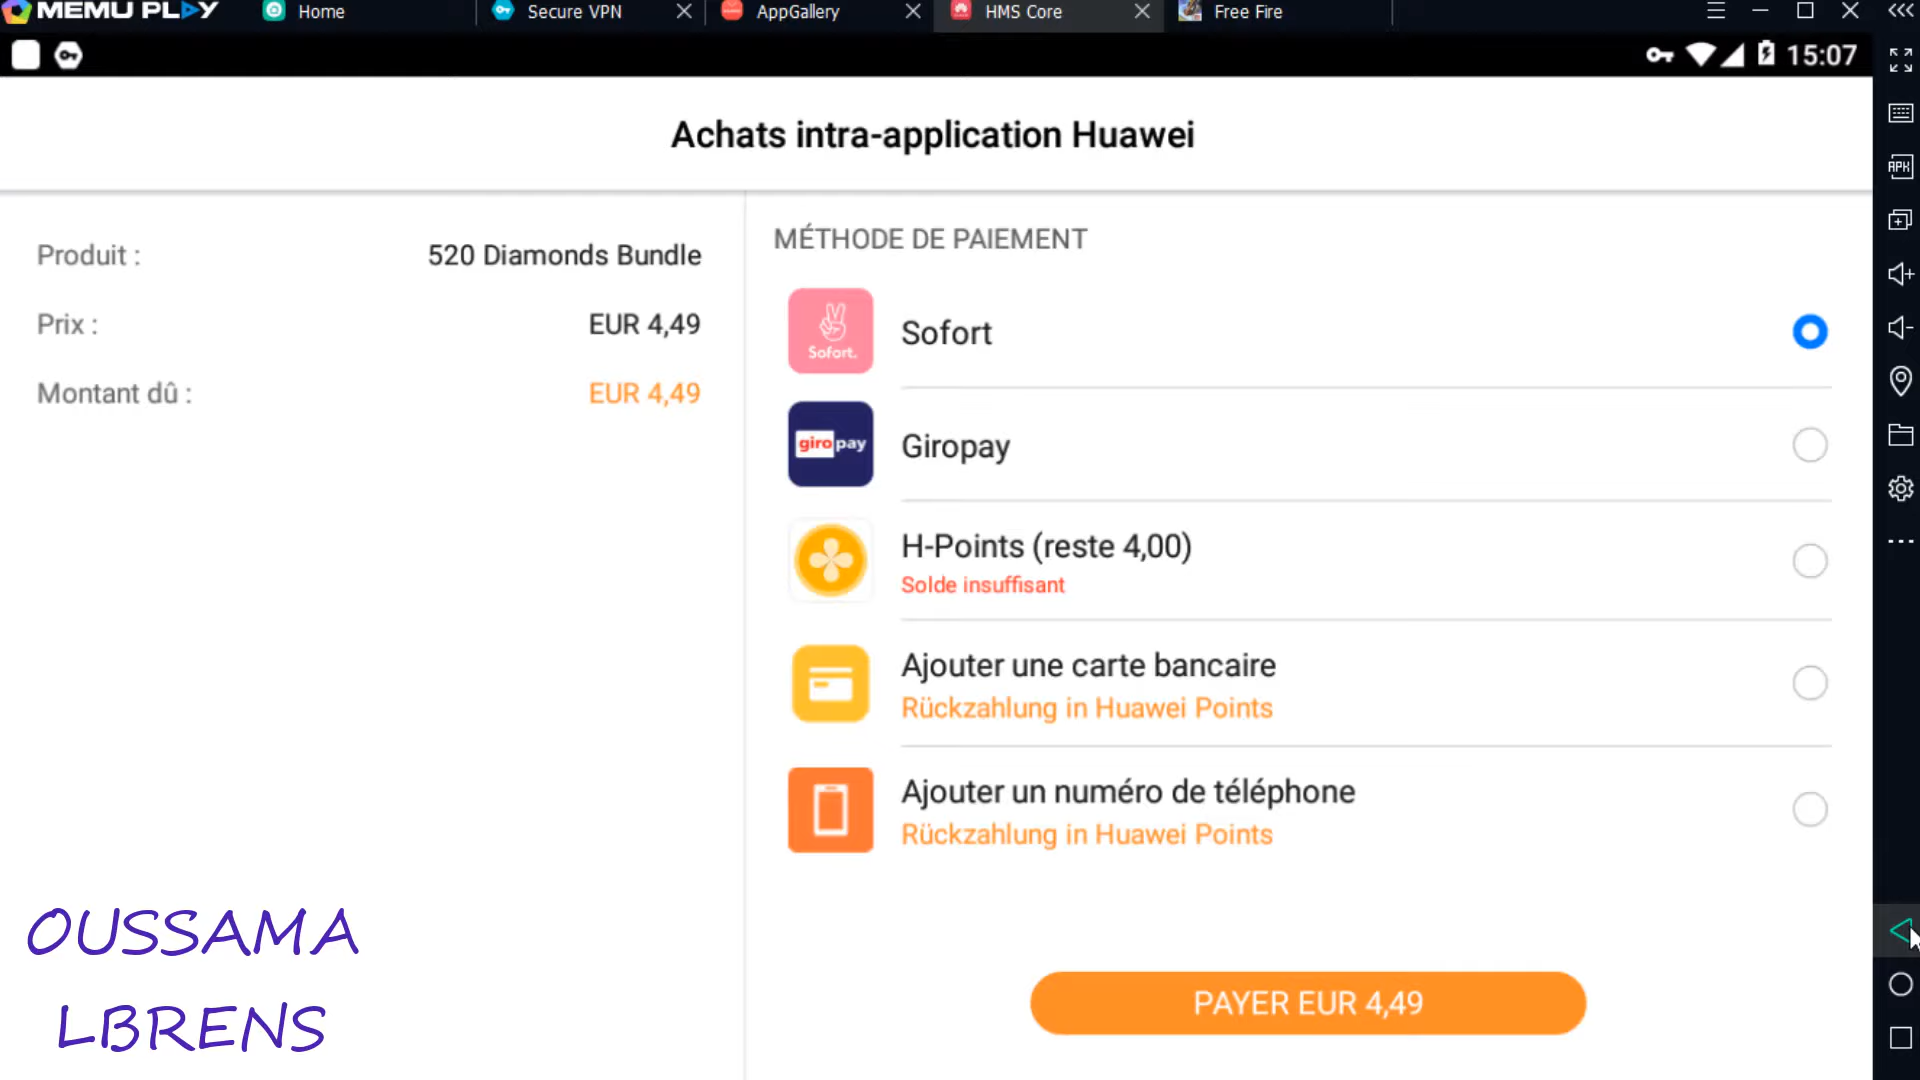 MEMU PLAY
Home
Secure VPN
AppGallery
HMS Core
Free Fire
15:07
APK
Achats intra-application Huawei
Produit :
520 Diamonds Bundle
Prix :
EUR 4,49
Montant dû :
EUR 4,49
MÉTHODE DE PAIEMENT
Sofort.
Sofort
giropay
Giropay
H-Points (reste 4,00)
Solde insuffisant
Ajouter une carte bancaire
Rückzahlung in Huawei Points
Ajouter un numéro de téléphone
Rückzahlung in Huawei Points
PAYER EUR 4,49
OUSSAMA
LBRENS